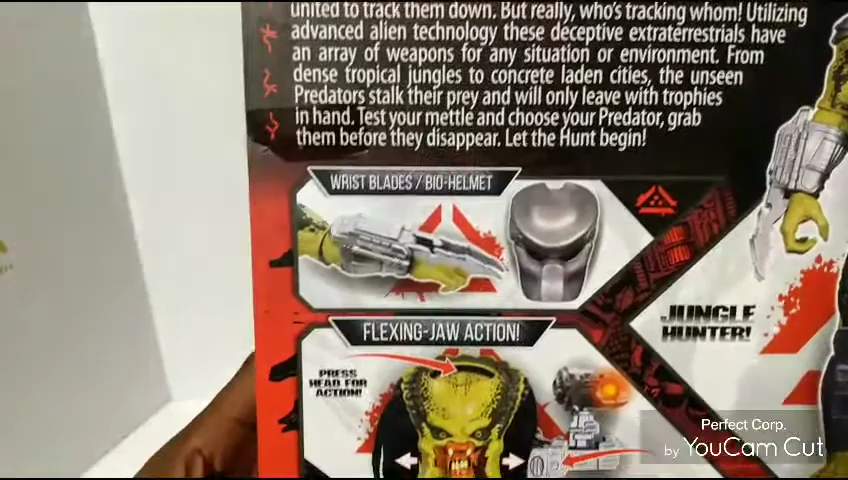 united to track them down. But really, who's tracking whom! Utilizing
advanced alien technology these deceptive extraterrestrials have
an array of weapons for any situation or environment. From
dense tropical jungles to concrete laden cities, the unseen
Predators stalk their prey and will only leave with trophies
in hand. Test your mettle and choose your Predator, grab
them before they disappear. Let the Hunt begin!
WRIST BLADES / BIO-HELMET
JUNGLE
HUNTER!
FLEXING-JAW ACTION!
PRESS
HEAD FOR
ACTION!
Perfect Corp.
by YouCam Cut